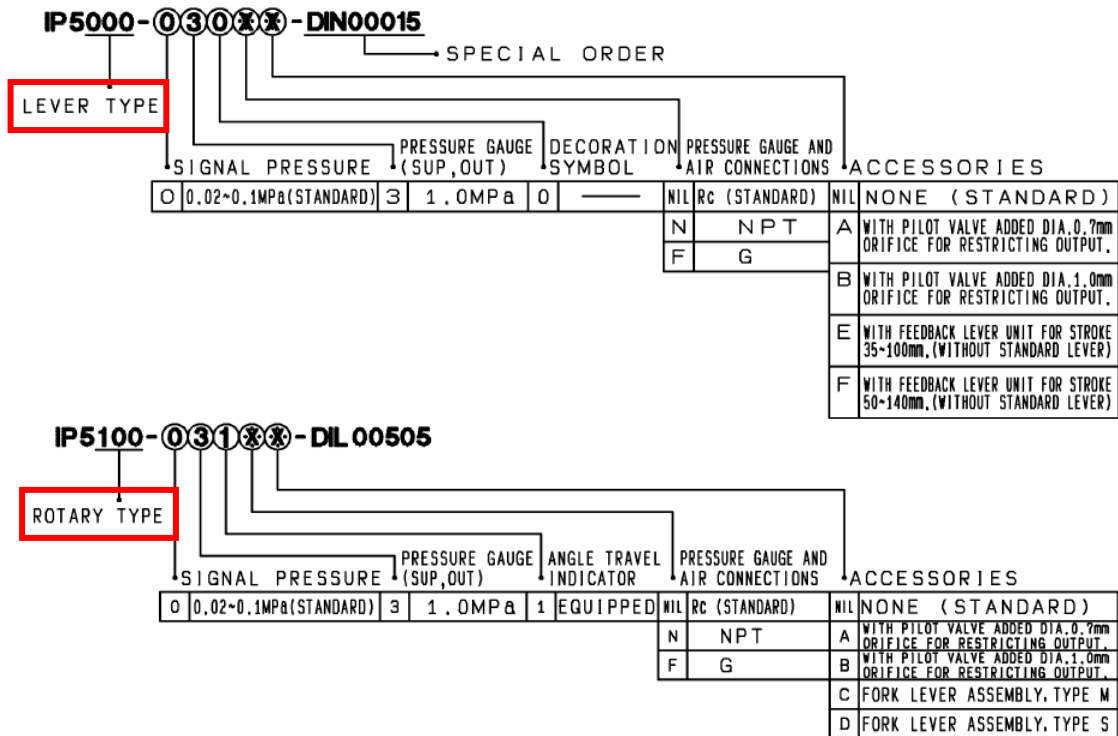 IP5000-030**-DIN00015
SPECIAL ORDER
LEVER TYPE
SIGNAL PRESSURE
PRESSURE GAUGE (SUP,OUT)
DECORATION SYMBOL
PRESSURE GAUGE AND AIR CONNECTIONS
ACCESSORIES
0 0.02~0.1MPa(STANDARD) 3 1.0MPa 0 —— NIL Rc (STANDARD) NIL NONE (STANDARD)
N NPT A WITH PILOT VALVE ADDED DIA.0.7mm
ORIFICE FOR RESTRICTING OUTPUT.
F G
B WITH PILOT VALVE ADDED DIA.1.0mm
ORIFICE FOR RESTRICTING OUTPUT.
E WITH FEEDBACK LEVER UNIT FOR STROKE
35~100mm.(WITHOUT STANDARD LEVER)
F WITH FEEDBACK LEVER UNIT FOR STROKE
50~140mm.(WITHOUT STANDARD LEVER)
IP5100-031**-DIL00505
ROTARY TYPE
SIGNAL PRESSURE
PRESSURE GAUGE (SUP,OUT)
ANGLE TRAVEL INDICATOR
PRESSURE GAUGE AND AIR CONNECTIONS
ACCESSORIES
0 0.02~0.1MPa(STANDARD) 3 1.0MPa 1 EQUIPPED NIL Rc (STANDARD) NIL NONE (STANDARD)
N NPT A WITH PILOT VALVE ADDED DIA.0.7mm
ORIFICE FOR RESTRICTING OUTPUT.
F G B WITH PILOT VALVE ADDED DIA.1.0mm
ORIFICE FOR RESTRICTING OUTPUT.
C FORK LEVER ASSEMBLY, TYPE M
D FORK LEVER ASSEMBLY, TYPE S